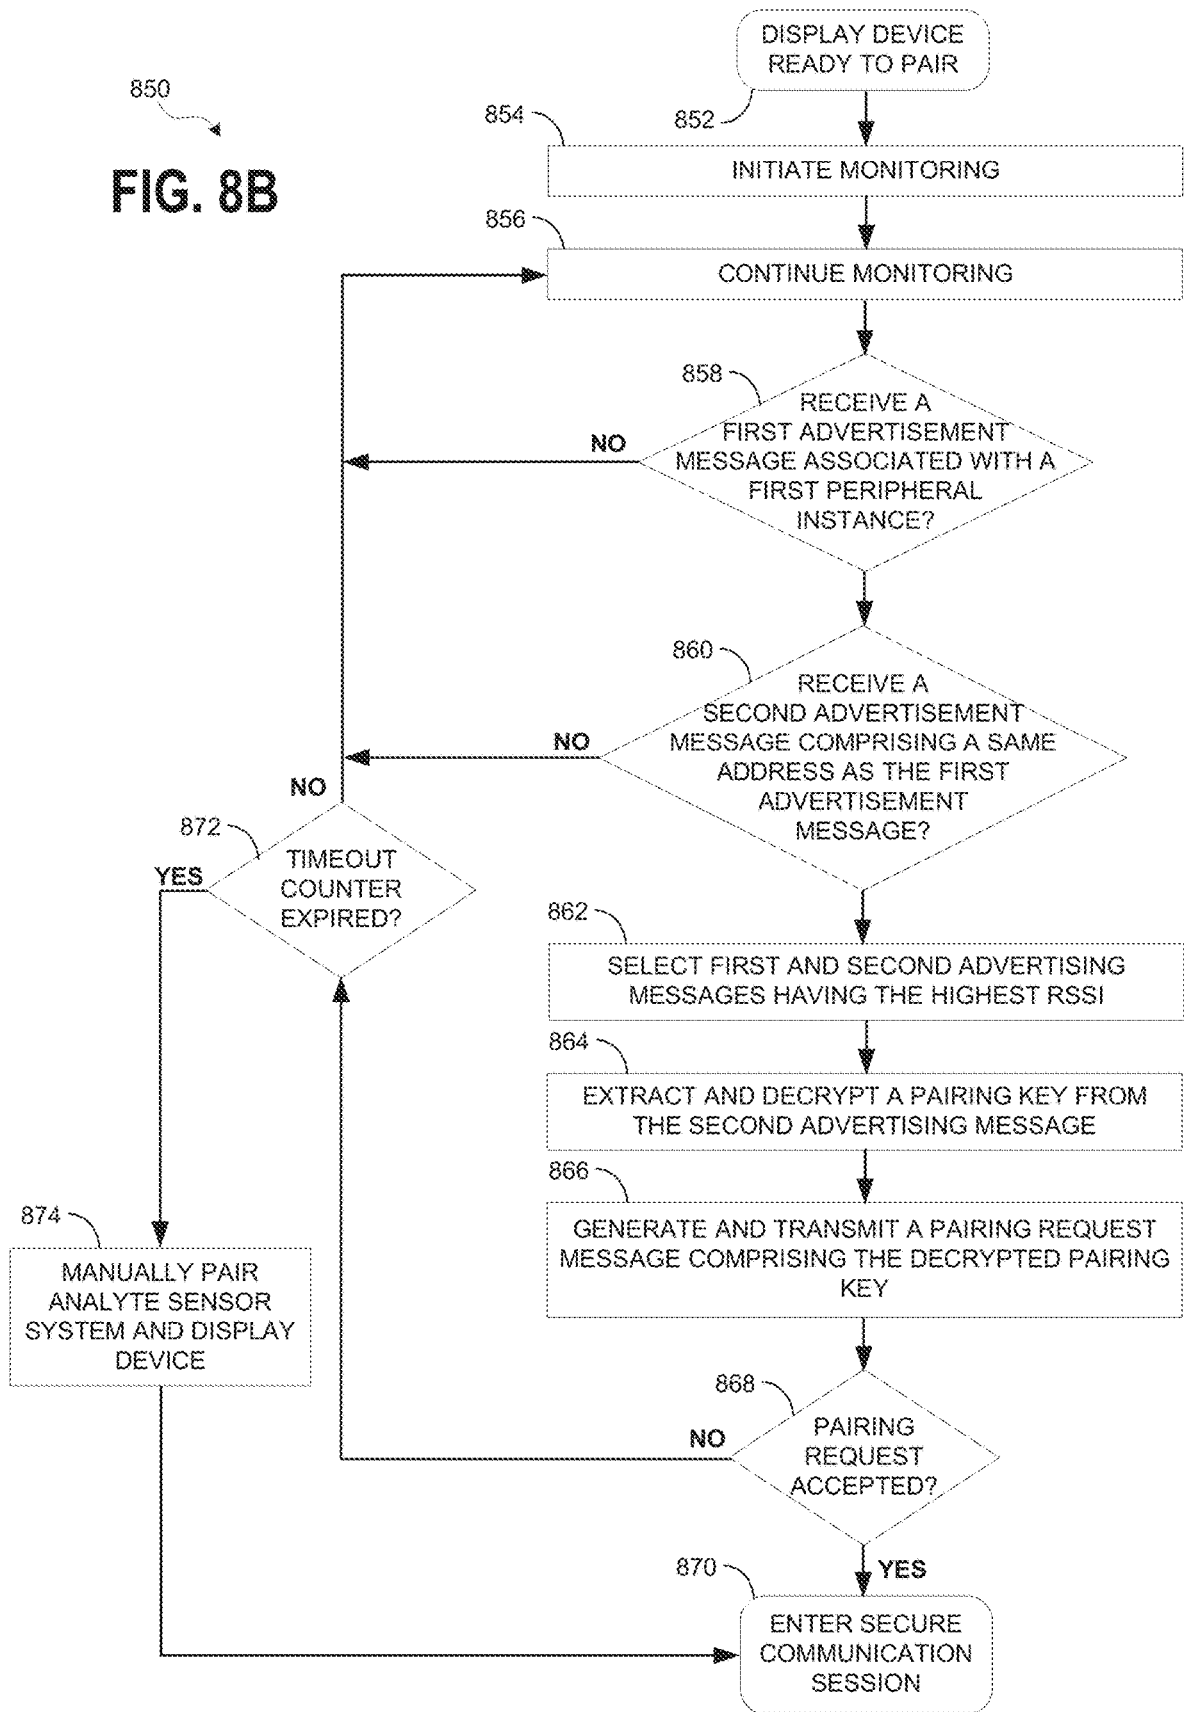 DISPLAY DEVICE
READY TO PAIR
850
852
854
FIG. 8B
INITIATE MONITORING
856
CONTINUE MONITORING
858
RECEIVE A
FIRST ADVERTISEMENT
MESSAGE ASSOCIATED WITH A
FIRST PERIPHERAL
INSTANCE?
NO
860
RECEIVE A
SECOND ADVERTISEMENT
MESSAGE COMPRISING A SAME
ADDRESS AS THE FIRST
ADVERTISEMENT
MESSAGE?
NO
NO
872
TIMEOUT
COUNTER
EXPIRED?
YES
862
SELECT FIRST AND SECOND ADVERTISING
MESSAGES HAVING THE HIGHEST RSSI
864
EXTRACT AND DECRYPT A PAIRING KEY FROM
THE SECOND ADVERTISING MESSAGE
866
GENERATE AND TRANSMIT A PAIRING REQUEST
MESSAGE COMPRISING THE DECRYPTED PAIRING
KEY
874
MANUALLY PAIR
ANALYTE SENSOR
SYSTEM AND DISPLAY
DEVICE
868
PAIRING
REQUEST
ACCEPTED?
NO
YES
870
ENTER SECURE
COMMUNICATION
SESSION